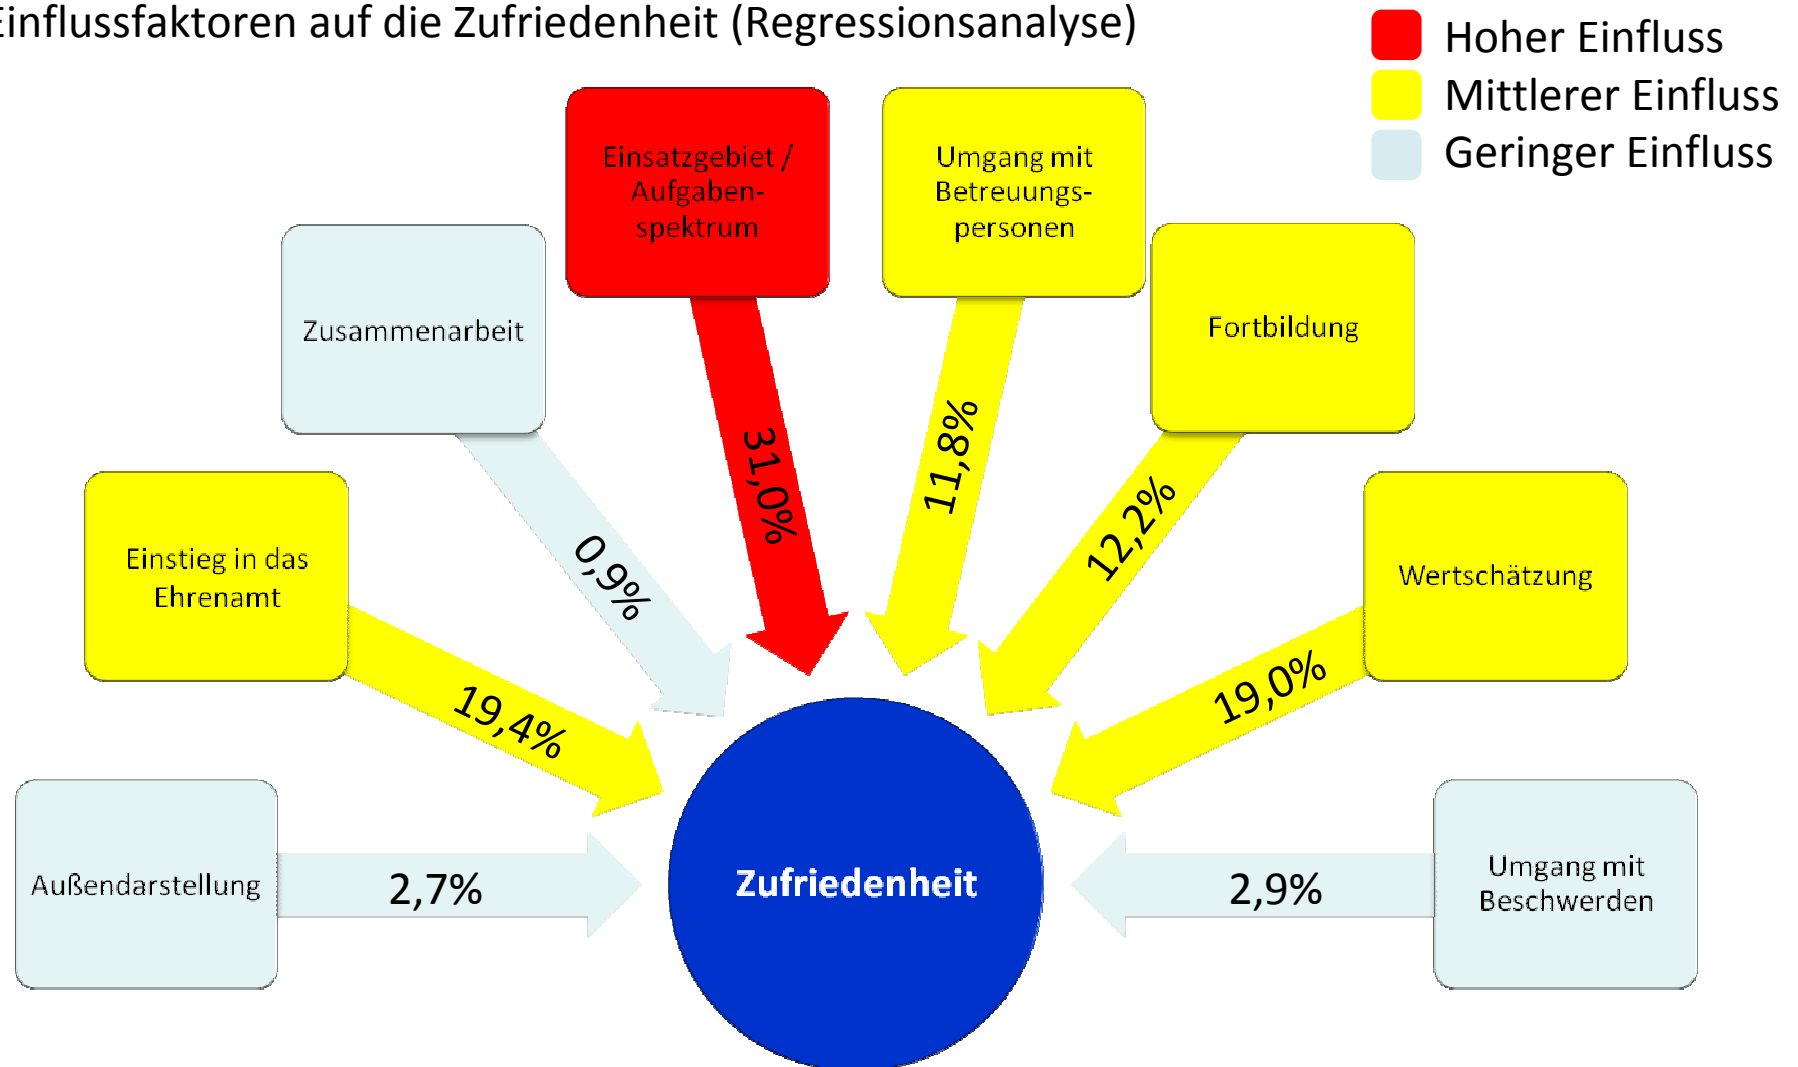 Einflussfaktoren auf die Zufriedenheit (Regressionsanalyse)
Hoher Einfluss
Mittlerer Einfluss
Geringer Einfluss
Einsatzgebiet /
Aufgaben-
spektrum
Umgang mit
Betreuungs-
personen
Zusammenarbeit
Fortbildung
Einstieg in das
Ehrenamt
Wertschätzung
31,0%
11,8%
0,9%
12,2%
19,4%
19,0%
Außendarstellung
2,7%
Zufriedenheit
2,9%
Umgang mit
Beschwerden